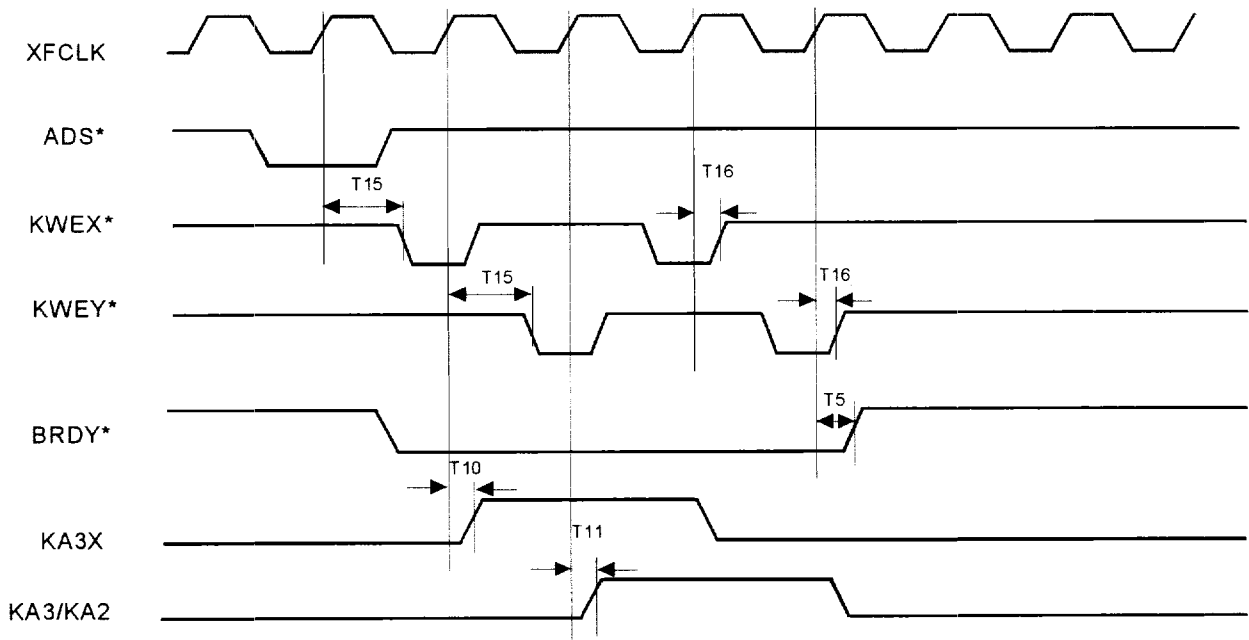 XFCLK
ADS*
T15
T16
KWEX*
T15
T16
KWEY*
T5
BRDY*
T10
KA3X
T11
KA3/KA2